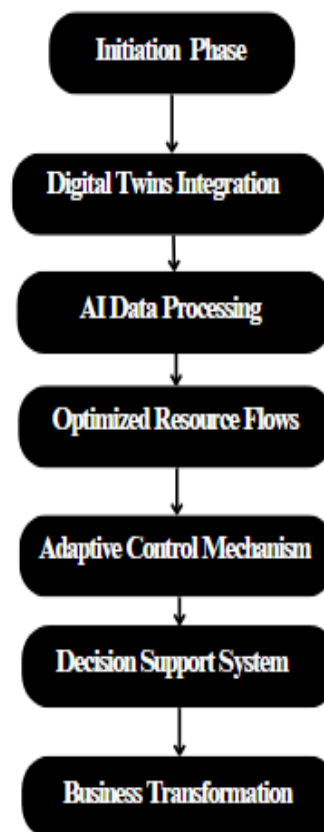 Initiation Phase
Digital Twins Integration
AI Data Processing
Optimized Resource Flows
Adaptive Control Mechanism
Decision Support System
Business Transformation